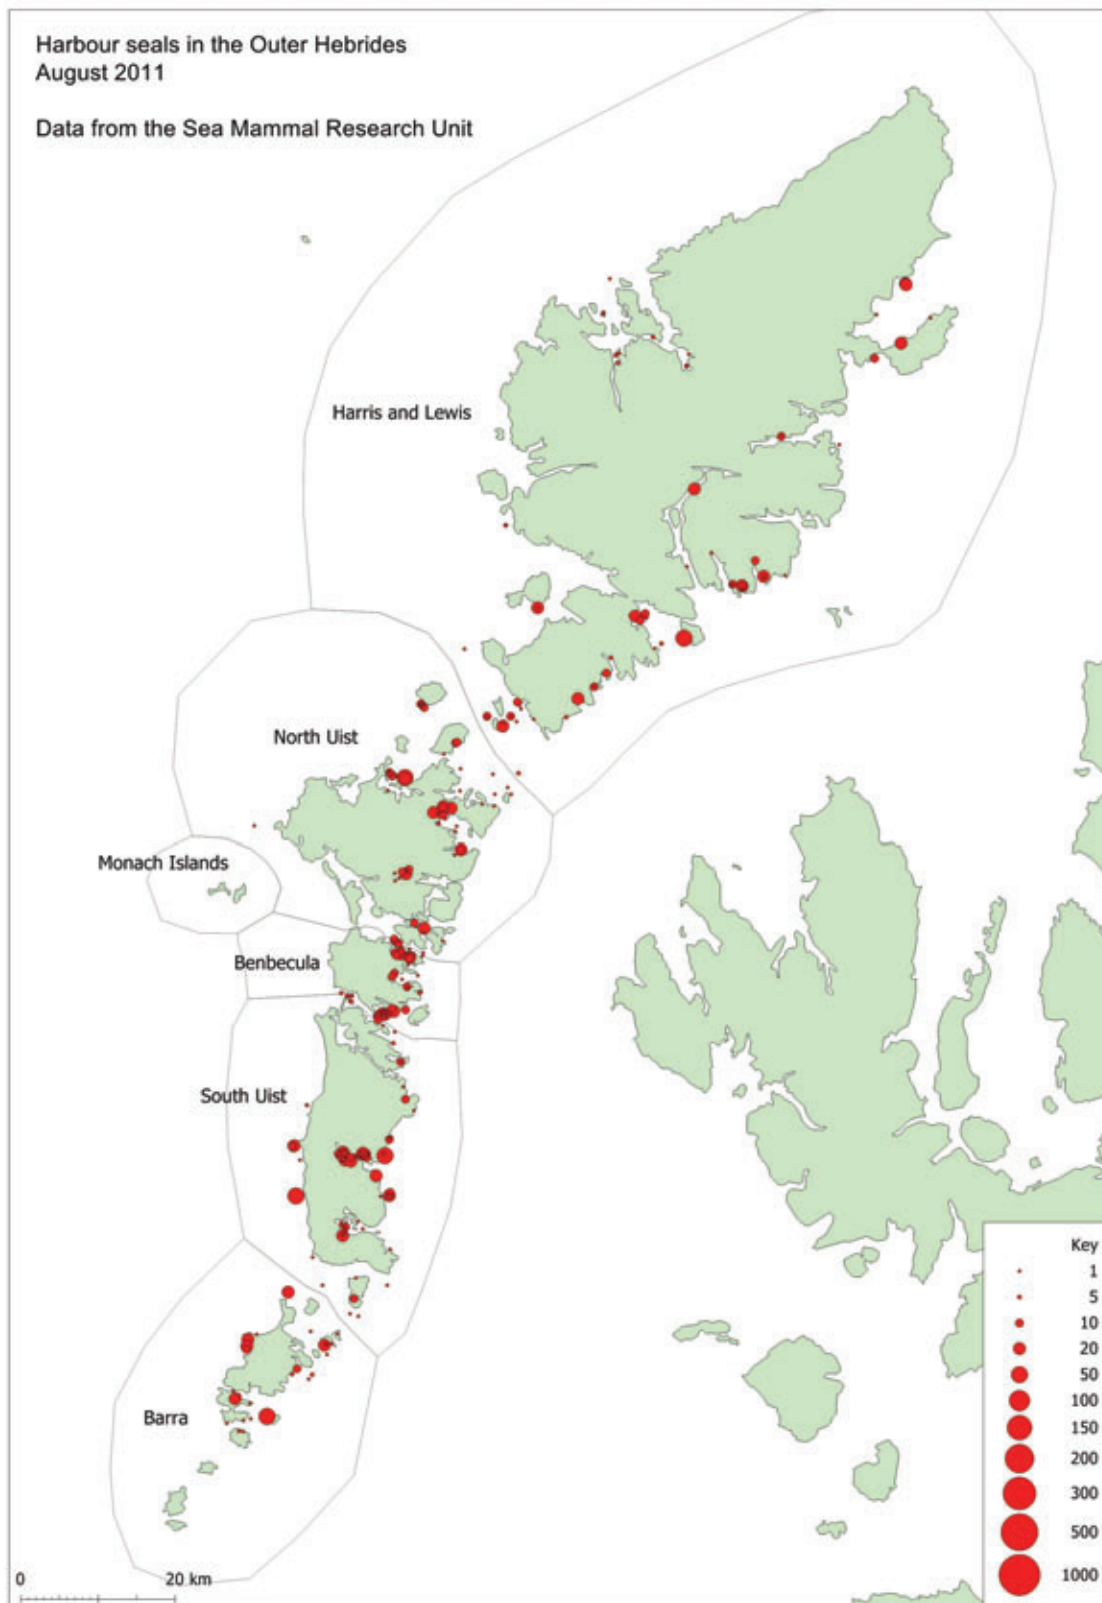 Harbour seals in the Outer Hebrides
August 2011
Data from the Sea Mammal Research Unit
Harris and Lewis
North Uist
Monach Islands
Benbecula
South Uist
Barra
Key
1
5
10
20
50
100
150
200
300
500
1000
0 20 km